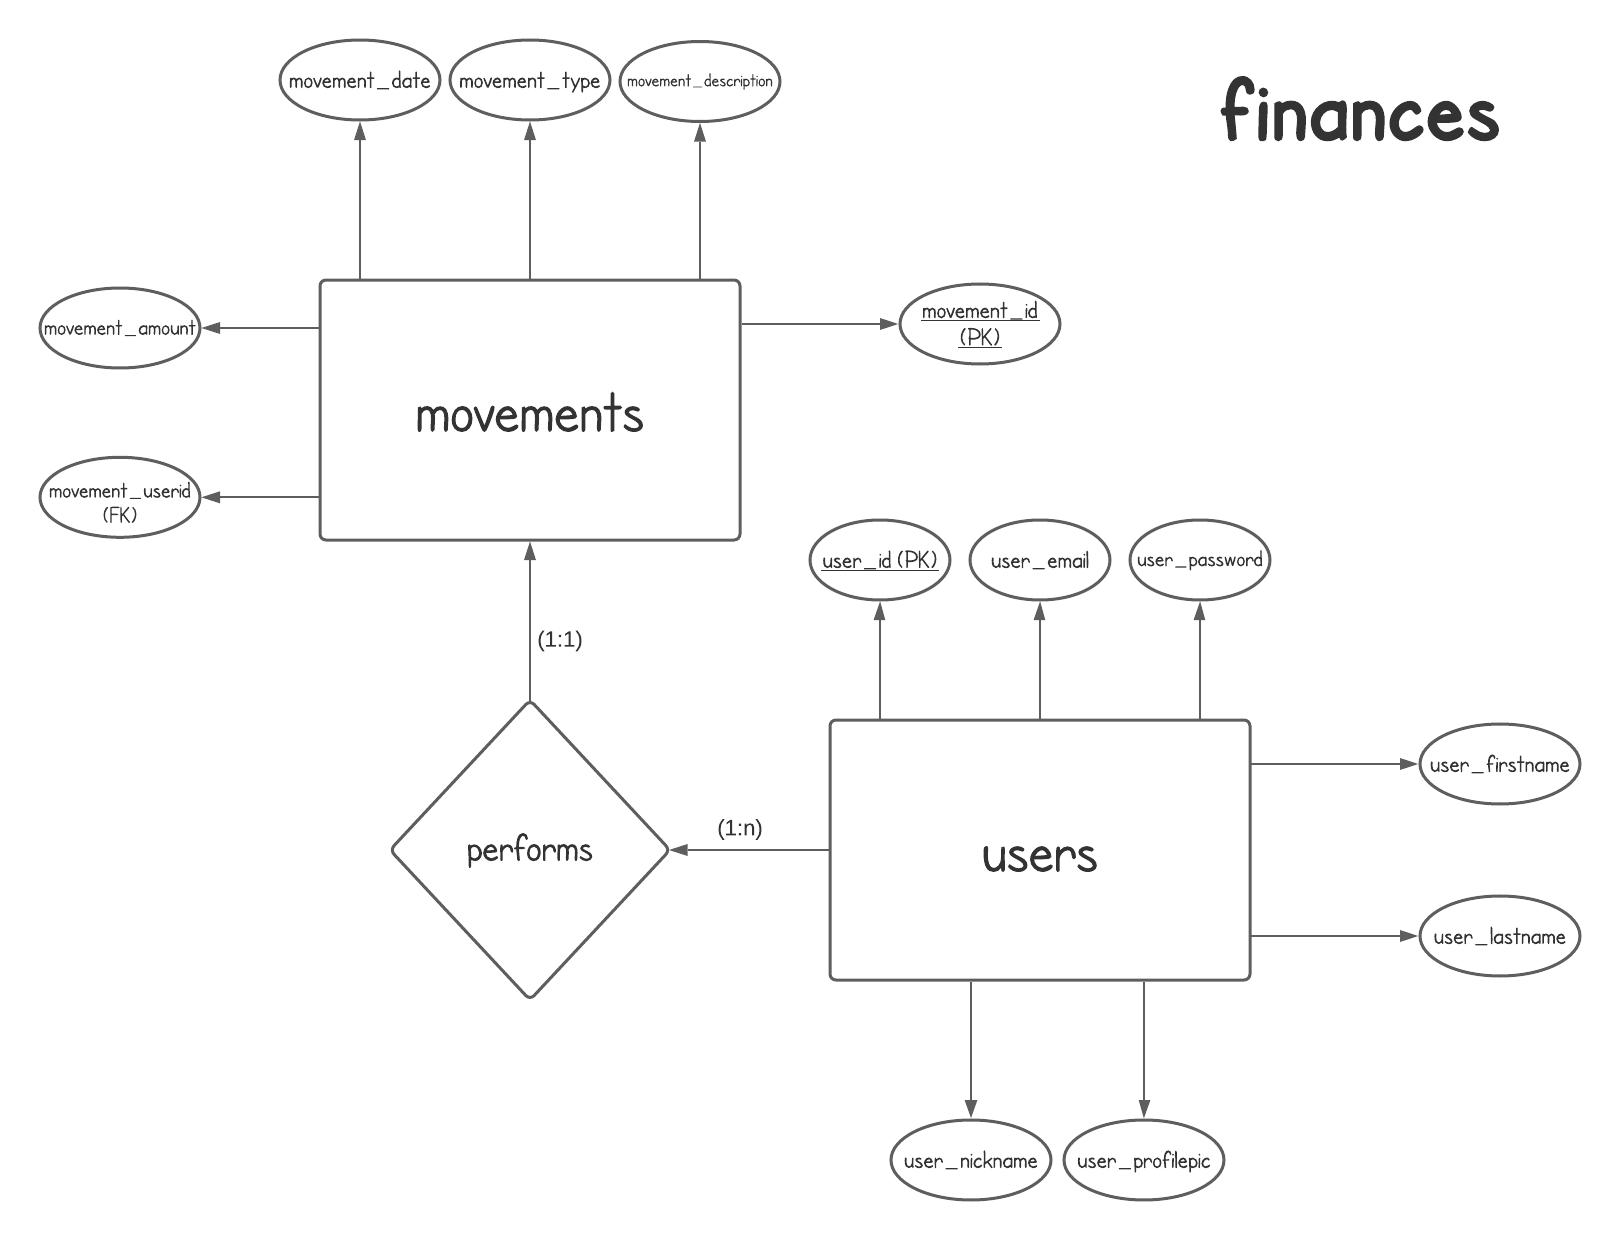 movement_date
movement_type
movement_description
finances
movement_amount
movement_id
(PK)
movements
movement_userid
(FK)
user_id (PK)
user_email
user_password
(1:1)
user_firstname
(1:n)
performs
users
user_lastname
user_nickname
user_profilepic